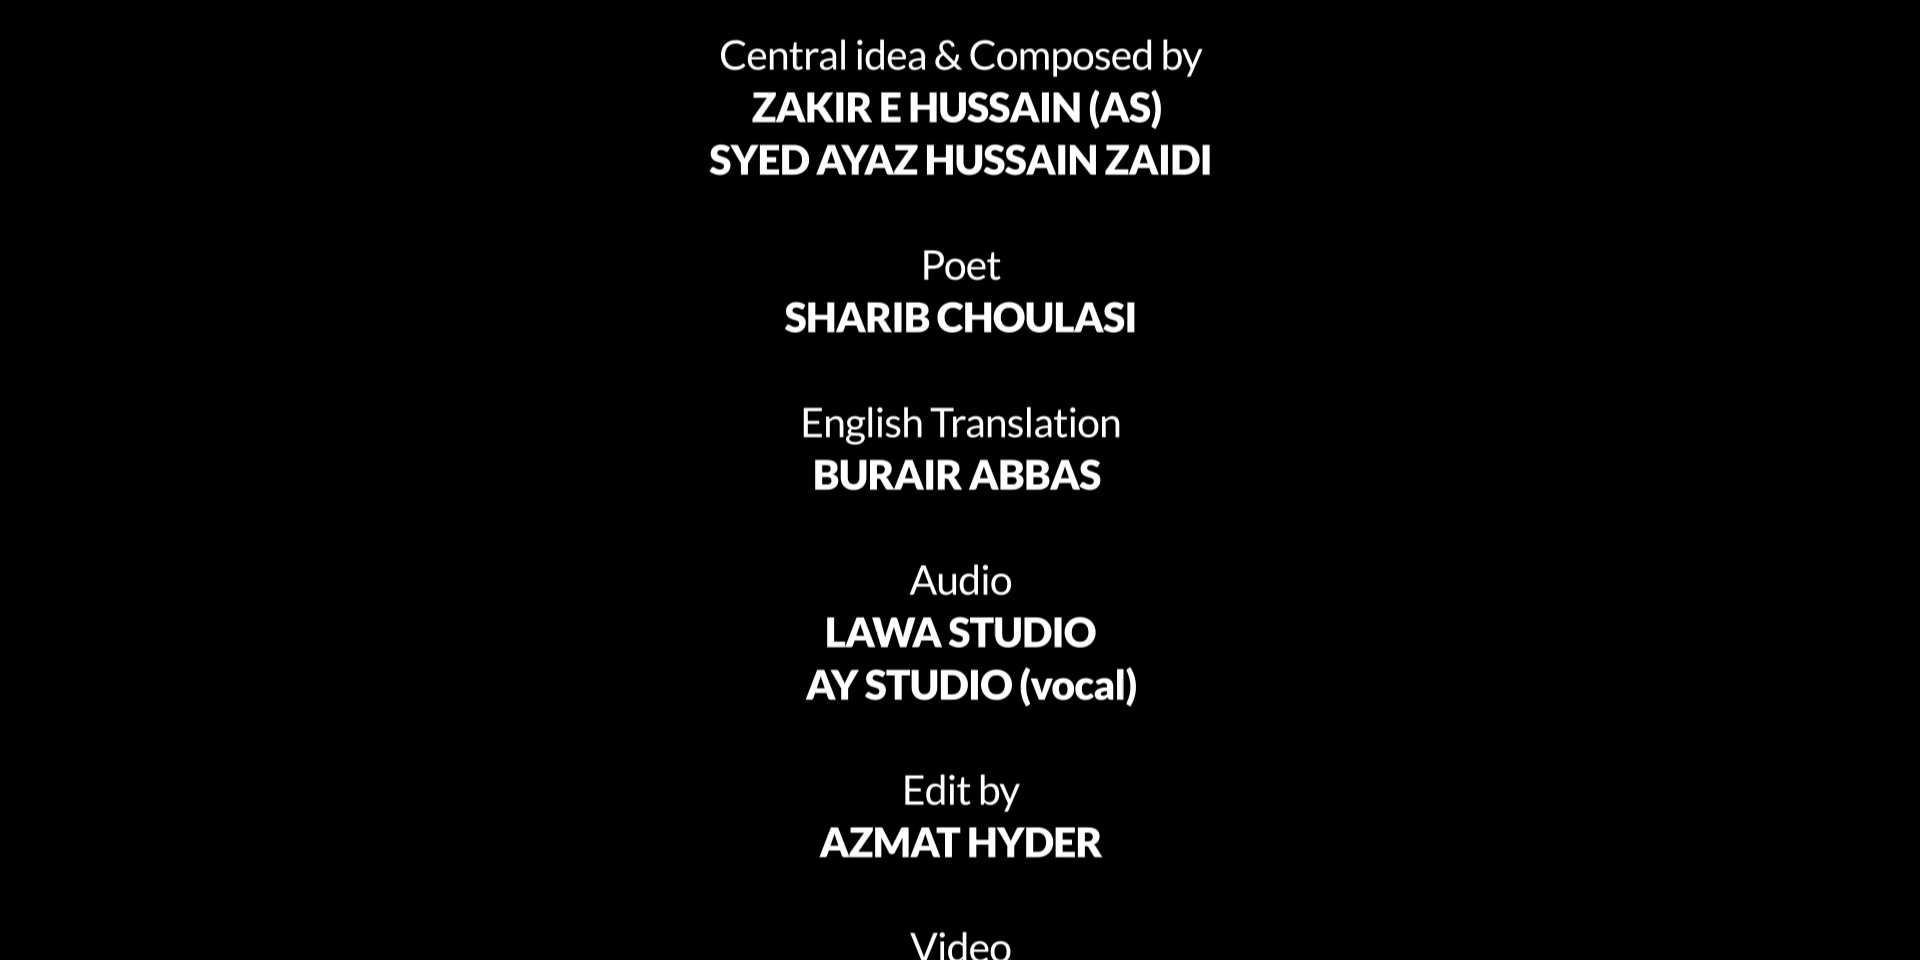 Central idea & Composed by
ZAKIR E HUSSAIN (AS)
SYED AYAZ HUSSAIN ZAIDI
Poet
SHARIB CHOULASI
English Translation
BURAIR ABBAS
Audio
LAWA STUDIO
AY STUDIO (vocal)
Edit by
AZMAT HYDER
Video